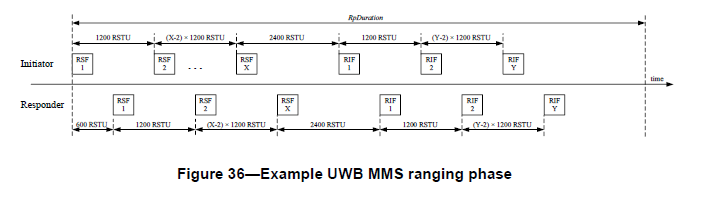 RpDuration
1200 RSTU (X-2) × 1200 RSTU 2400 RSTU 1200 RSTU (Y-2) × 1200 RSTU
Initiator RSF 1 RSF 2 . . . RSF X RIF 1 RIF 2 RIF Y
time
Responder RSF 1 RSF 2 RSF X RIF 1 RIF 2 RIF Y
600 RSTU 1200 RSTU (X-2) × 1200 RSTU 2400 RSTU 1200 RSTU (Y-2) × 1200 RSTU
Figure 36—Example UWB MMS ranging phase